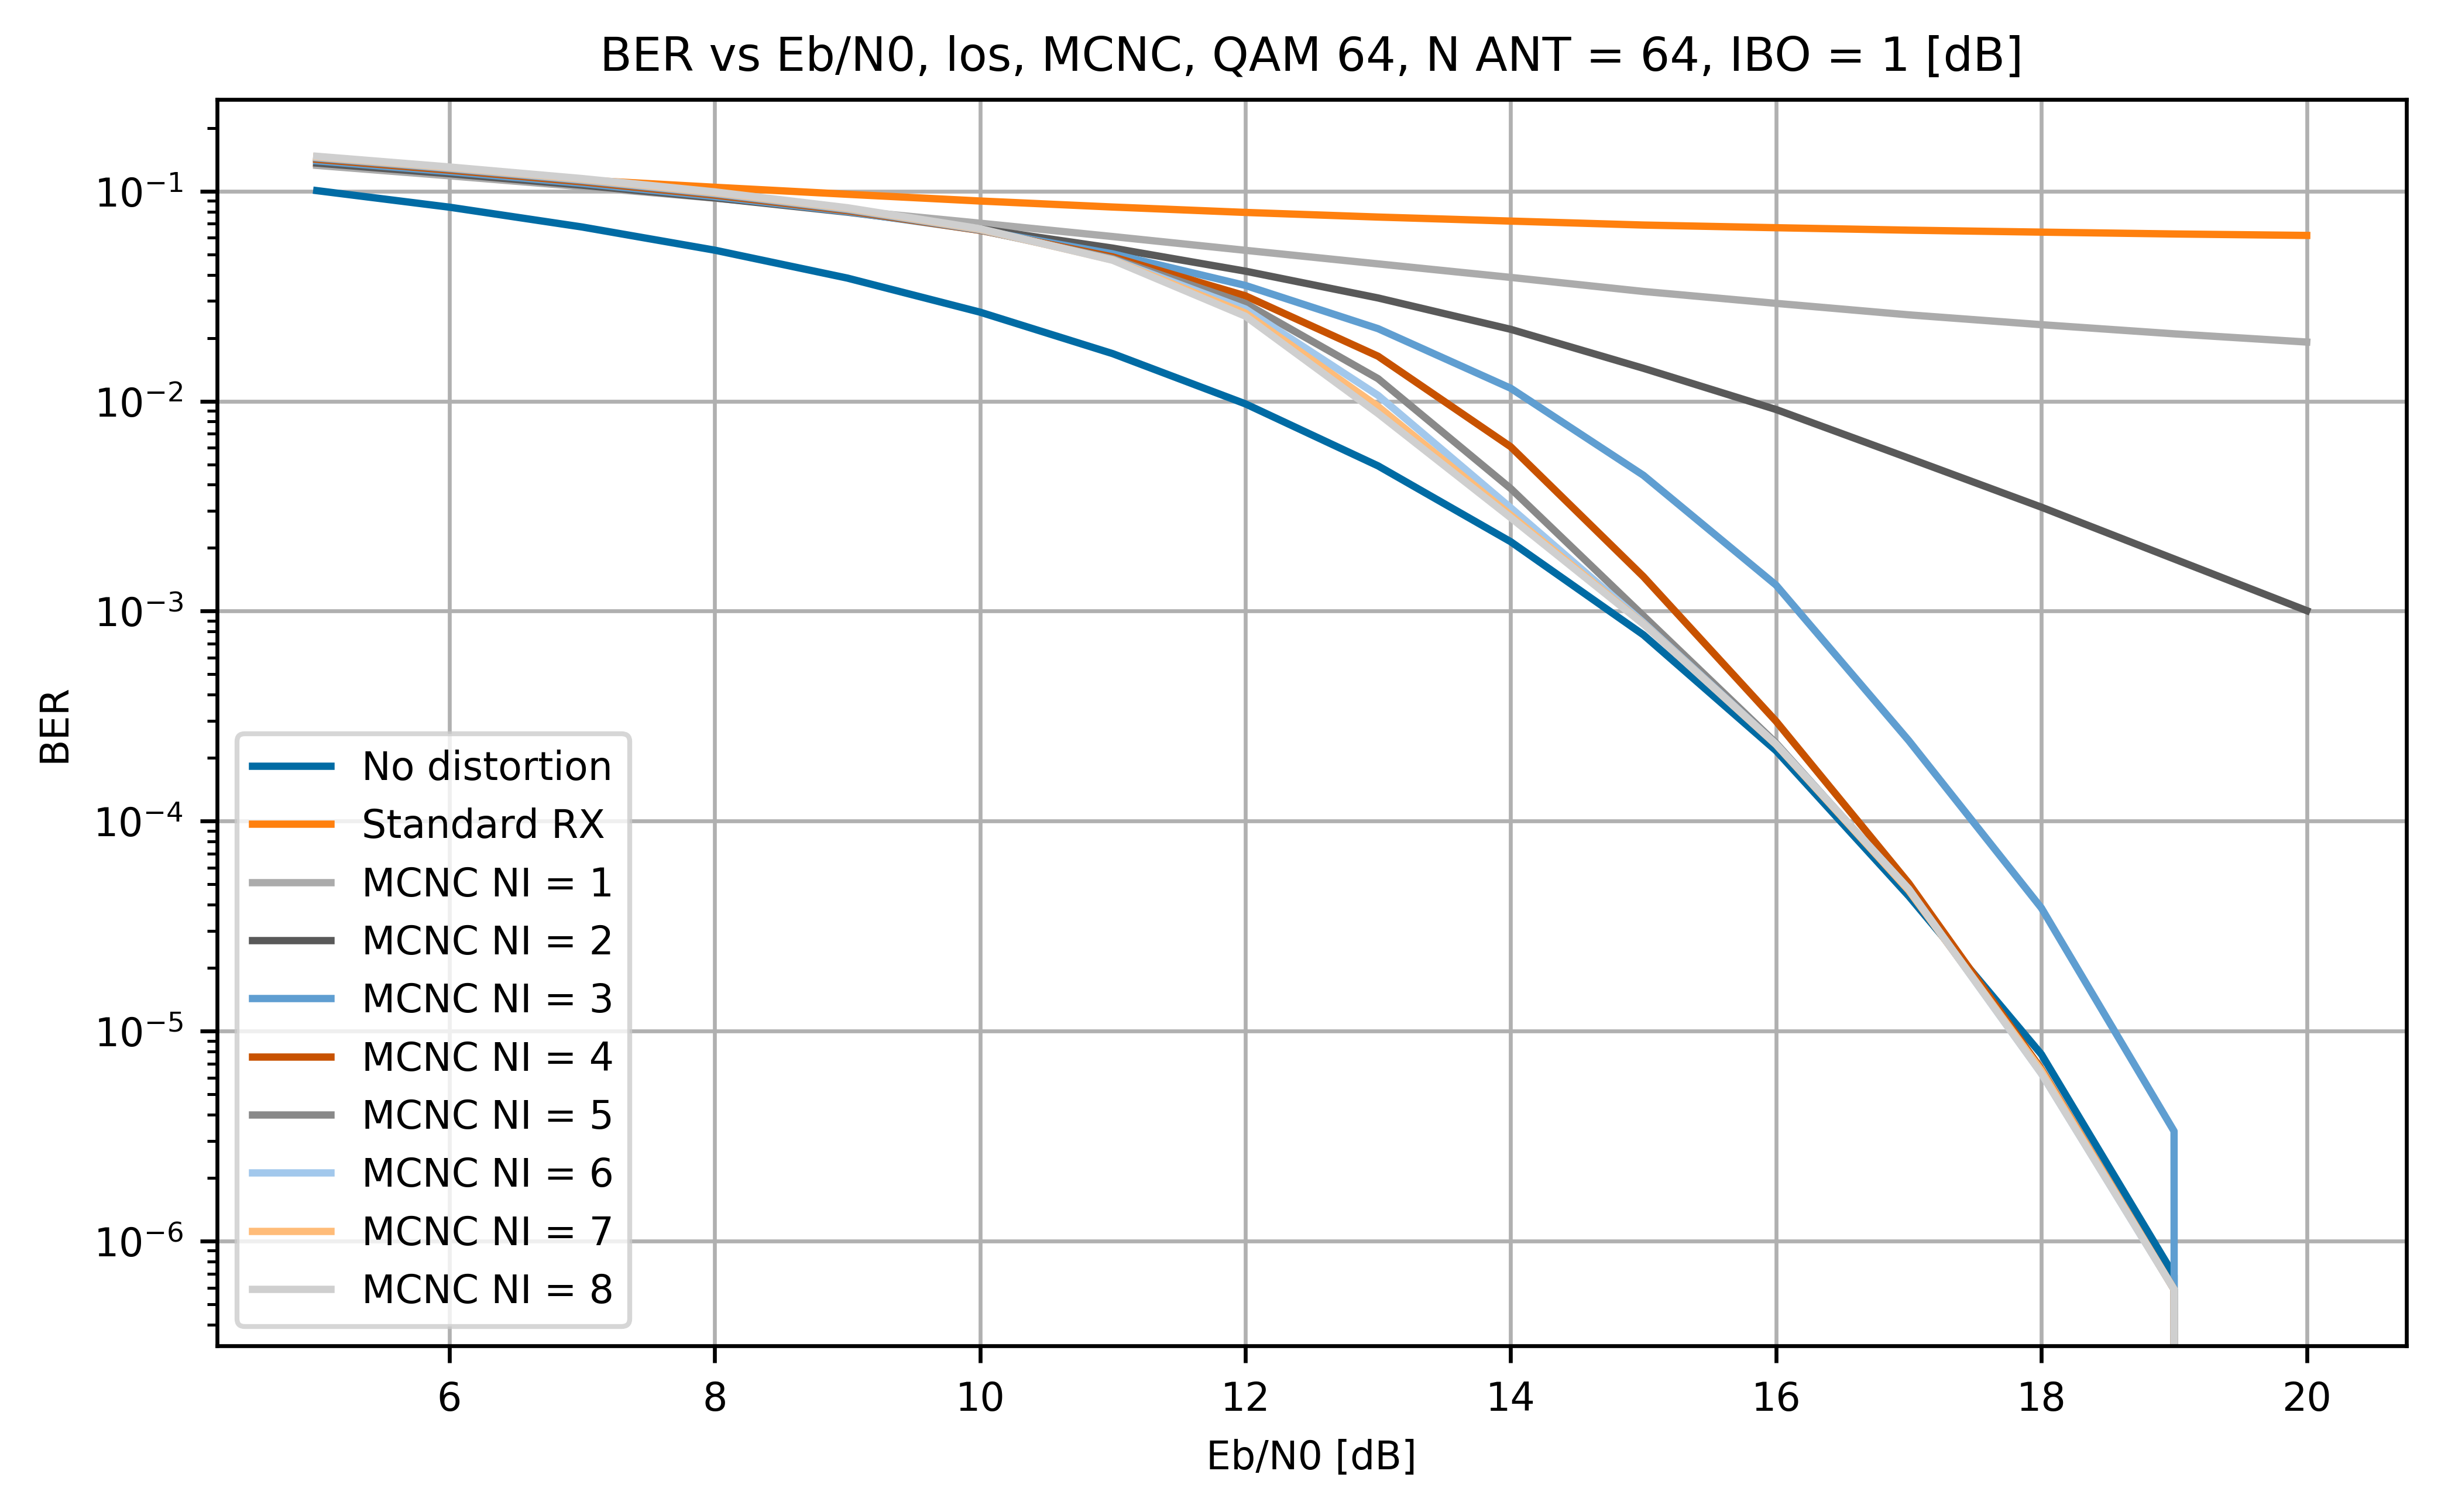 BER vs Eb/N0, los, MCNC, QAM 64, N ANT = 64, IBO = 1 [dB]
10⁻¹
10⁻²
10⁻³
10⁻⁴
10⁻⁵
10⁻⁶
BER
No distortion
Standard RX
MCNC NI = 1
MCNC NI = 2
MCNC NI = 3
MCNC NI = 4
MCNC NI = 5
MCNC NI = 6
MCNC NI = 7
MCNC NI = 8
6 8 10 12 14 16 18 20
Eb/N0 [dB]